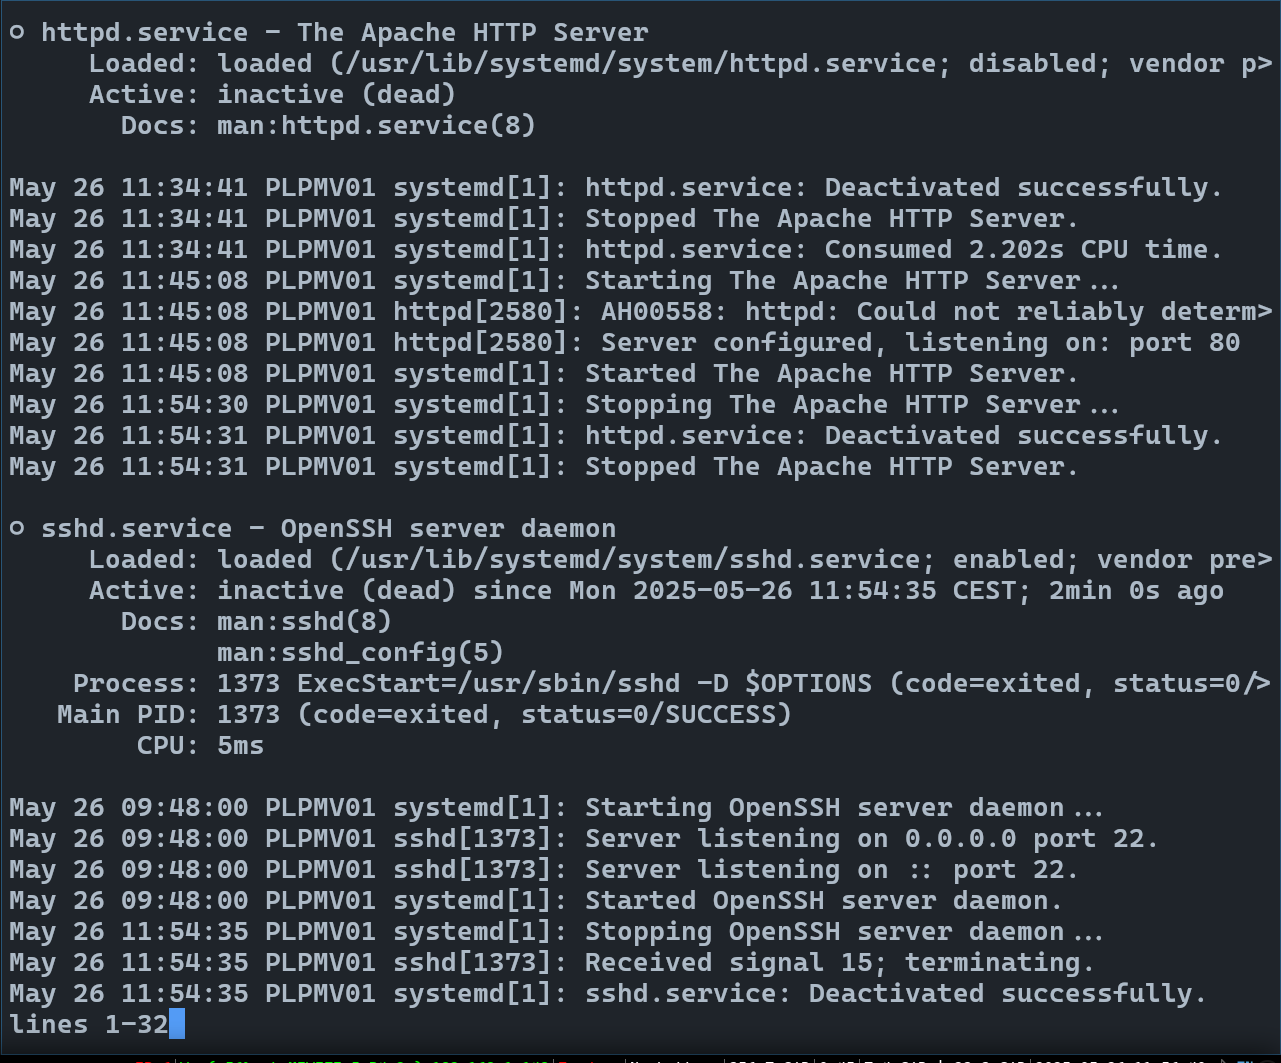 ○ httpd.service - The Apache HTTP Server
     Loaded: loaded (/usr/lib/systemd/system/httpd.service; disabled; vendor p>
     Active: inactive (dead)
       Docs: man:httpd.service(8)

May 26 11:34:41 PLPMV01 systemd[1]: httpd.service: Deactivated successfully.
May 26 11:34:41 PLPMV01 systemd[1]: Stopped The Apache HTTP Server.
May 26 11:34:41 PLPMV01 systemd[1]: httpd.service: Consumed 2.202s CPU time.
May 26 11:45:08 PLPMV01 systemd[1]: Starting The Apache HTTP Server...
May 26 11:45:08 PLPMV01 httpd[2580]: AH00558: httpd: Could not reliably determ>
May 26 11:45:08 PLPMV01 httpd[2580]: Server configured, listening on: port 80
May 26 11:45:08 PLPMV01 systemd[1]: Started The Apache HTTP Server.
May 26 11:54:30 PLPMV01 systemd[1]: Stopping The Apache HTTP Server...
May 26 11:54:31 PLPMV01 systemd[1]: httpd.service: Deactivated successfully.
May 26 11:54:31 PLPMV01 systemd[1]: Stopped The Apache HTTP Server.

○ sshd.service - OpenSSH server daemon
     Loaded: loaded (/usr/lib/systemd/system/sshd.service; enabled; vendor pre>
     Active: inactive (dead) since Mon 2025-05-26 11:54:35 CEST; 2min 0s ago
       Docs: man:sshd(8)
             man:sshd_config(5)
    Process: 1373 ExecStart=/usr/sbin/sshd -D $OPTIONS (code=exited, status=0/>
   Main PID: 1373 (code=exited, status=0/SUCCESS)
        CPU: 5ms

May 26 09:48:00 PLPMV01 systemd[1]: Starting OpenSSH server daemon...
May 26 09:48:00 PLPMV01 sshd[1373]: Server listening on 0.0.0.0 port 22.
May 26 09:48:00 PLPMV01 sshd[1373]: Server listening on :: port 22.
May 26 09:48:00 PLPMV01 systemd[1]: Started OpenSSH server daemon.
May 26 11:54:35 PLPMV01 systemd[1]: Stopping OpenSSH server daemon...
May 26 11:54:35 PLPMV01 sshd[1373]: Received signal 15; terminating.
May 26 11:54:35 PLPMV01 systemd[1]: sshd.service: Deactivated successfully.
lines 1-32